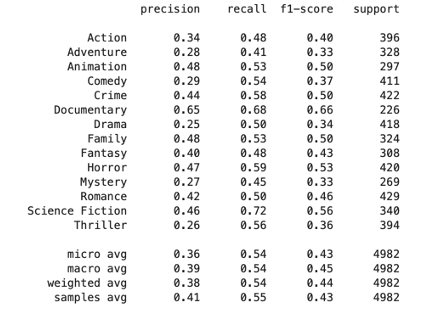 precision recall f1-score support
Action 0.34 0.48 0.40 396
Adventure 0.28 0.41 0.33 328
Animation 0.48 0.53 0.50 297
Comedy 0.29 0.54 0.37 411
Crime 0.44 0.58 0.50 422
Documentary 0.65 0.68 0.66 226
Drama 0.25 0.50 0.34 418
Family 0.48 0.53 0.50 324
Fantasy 0.40 0.48 0.43 308
Horror 0.47 0.59 0.53 420
Mystery 0.27 0.45 0.33 269
Romance 0.42 0.50 0.46 429
Science Fiction 0.46 0.72 0.56 340
Thriller 0.26 0.56 0.36 394
micro avg 0.36 0.54 0.43 4982
macro avg 0.39 0.54 0.45 4982
weighted avg 0.38 0.54 0.44 4982
samples avg 0.41 0.55 0.43 4982